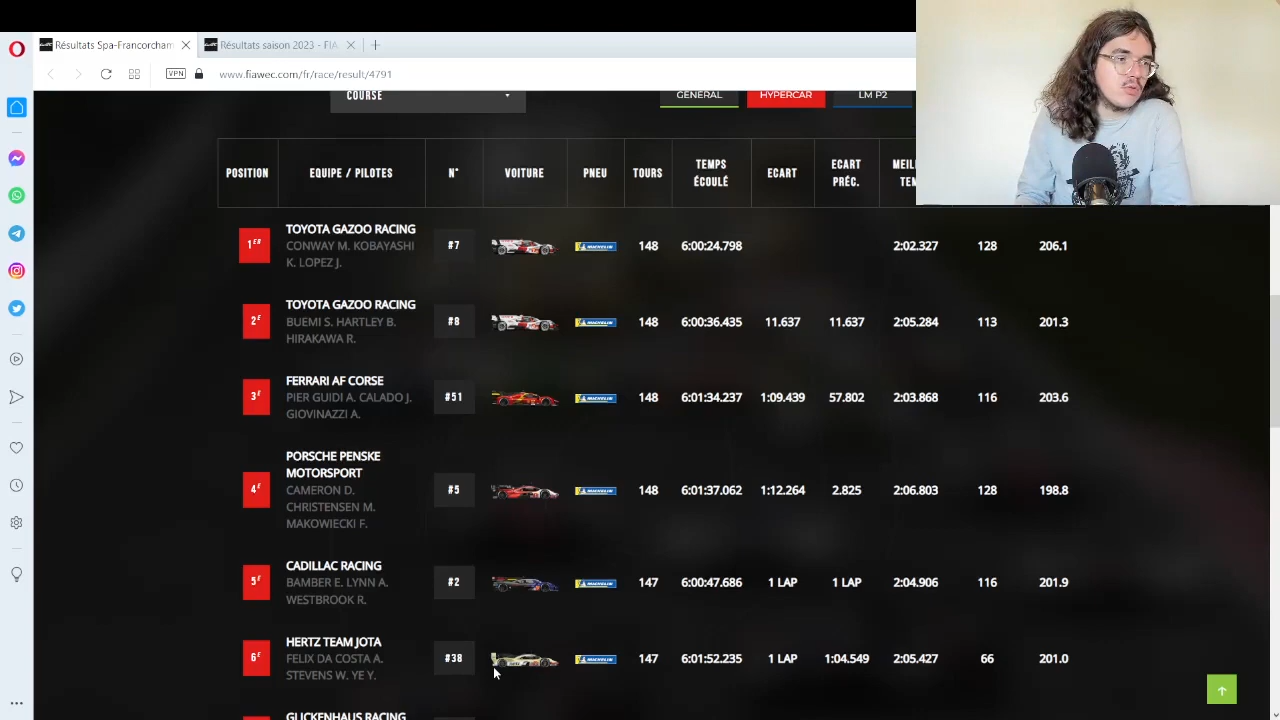 Résultats Spa-Francorcham
Résultats saison 2023 - FIA
VPN
www.fiawec.com/fr/race/result/4791
COURSE
GENERAL
HYPERCAR
LM P2
POSITION
EQUIPE / PILOTES
N°
VOITURE
PNEU
TOURS
TEMPS
ÉCOULÉ
ECART
ECART
PRÉC.
1ER
TOYOTA GAZOO RACING
CONWAY M. KOBAYASHI
K. LOPEZ J.
#7
MICHELIN
148
6:00:24.798
2:02.327
128
206.1
2E
TOYOTA GAZOO RACING
BUEMI S. HARTLEY B.
HIRAKAWA R.
#8
MICHELIN
148
6:00:36.435
11.637
11.637
2:05.284
113
201.3
3E
FERRARI AF CORSE
PIER GUIDI A. CALADO J.
GIOVINAZZI A.
#51
MICHELIN
148
6:01:34.237
1:09.439
57.802
2:03.868
116
203.6
4E
PORSCHE PENSKE
MOTORSPORT
CAMERON D.
CHRISTENSEN M.
MAKOWIECKI F.
#5
MICHELIN
148
6:01:37.062
1:12.264
2.825
2:06.803
128
198.8
5E
CADILLAC RACING
BAMBER E. LYNN A.
WESTBROOK R.
#2
MICHELIN
147
6:00:47.686
1 LAP
1 LAP
2:04.906
116
201.9
6E
HERTZ TEAM JOTA
FELIX DA COSTA A.
STEVENS W. YE Y.
#38
MICHELIN
147
6:01:52.235
1 LAP
1:04.549
2:05.427
66
201.0
GLICKENHAUS RACING